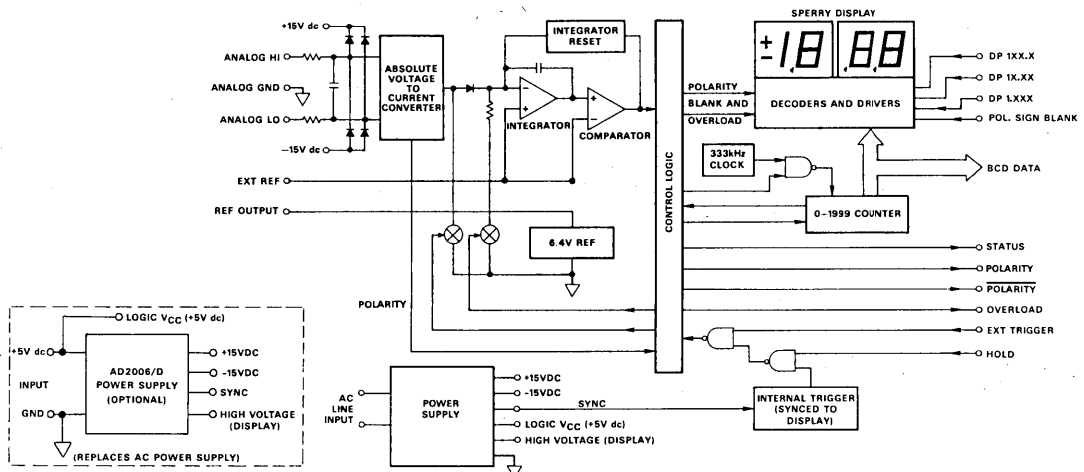 SPERRY DISPLAY
+15V dc
ANALOG HI
ANALOG GND
ANALOG LO
-15V dc
ABSOLUTE
VOLTAGE
TO
CURRENT
CONVERTER
INTEGRATOR
RESET
-
+
INTEGRATOR
+
-
COMPARATOR
EXT REF
REF OUTPUT
6.4V REF
POLARITY
CONTROL LOGIC
± 1.8 8.8
POLARITY
BLANK AND
OVERLOAD
DECODERS AND DRIVERS
DP 1XX.X
DP 1X.XX
DP 1.XXX
POL. SIGN BLANK
333kHz
CLOCK
BCD DATA
0-1999 COUNTER
STATUS
POLARITY
POLARITY
OVERLOAD
EXT TRIGGER
HOLD
INTERNAL TRIGGER
(SYNCED TO
DISPLAY)
LOGIC VCC (+5V dc)
+5V dc
INPUT
GND
AD2006/D
POWER SUPPLY
(OPTIONAL)
+15VDC
-15VDC
SYNC
HIGH VOLTAGE
(DISPLAY)
(REPLACES AC POWER SUPPLY)
AC
LINE
INPUT
POWER
SUPPLY
+15VDC
-15VDC
SYNC
LOGIC VCC (+5V dc)
HIGH VOLTAGE (DISPLAY)